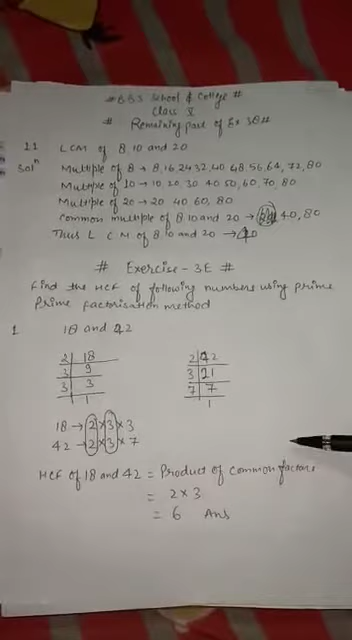 # BBS School & College #
Class V
# Remaining part of Ex 3D #
11 LCM of 8, 10 and 20
Solⁿ Multiple of 8 → 8, 16, 24, 32, 40, 48, 56, 64, 72, 80
Multiple of 10 → 10, 20, 30, 40, 50, 60, 70, 80
Multiple of 20 → 20, 40, 60, 80
Common multiple of 8, 10 and 20 → 40, 80
Thus L C M of 8, 10 and 20 → 40
# Exercise - 3E #
Find the HCF of following numbers using prime
Prime factorisation method
1 18 and 42
2 | 18 2 | 42
3 | 9 3 | 21
3 | 3 7 | 7
1 1
18 → 2 × 3 × 3
42 → 2 × 3 × 7
HCF of 18 and 42 = Product of common factors
= 2 × 3
= 6 Ans